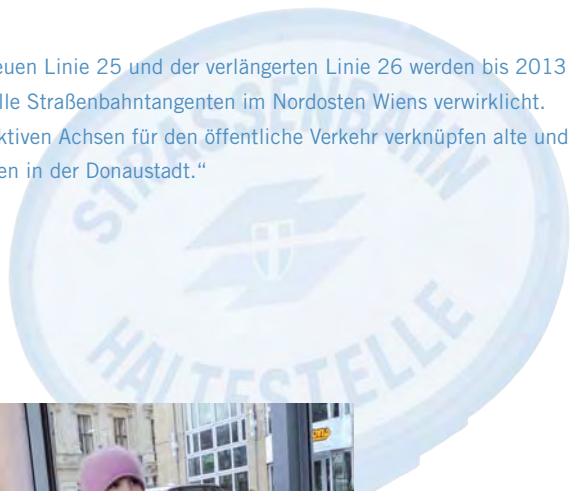 euen Linie 25 und der verlängerten Linie 26 werden bis 2013
lle Straßenbahntangenten im Nordosten Wiens verwirklicht.
ktiven Achsen für den öffentliche Verkehr verknüpfen alte und
en in der Donaustadt.“
STRASSENBAHN
HALTESTELLE